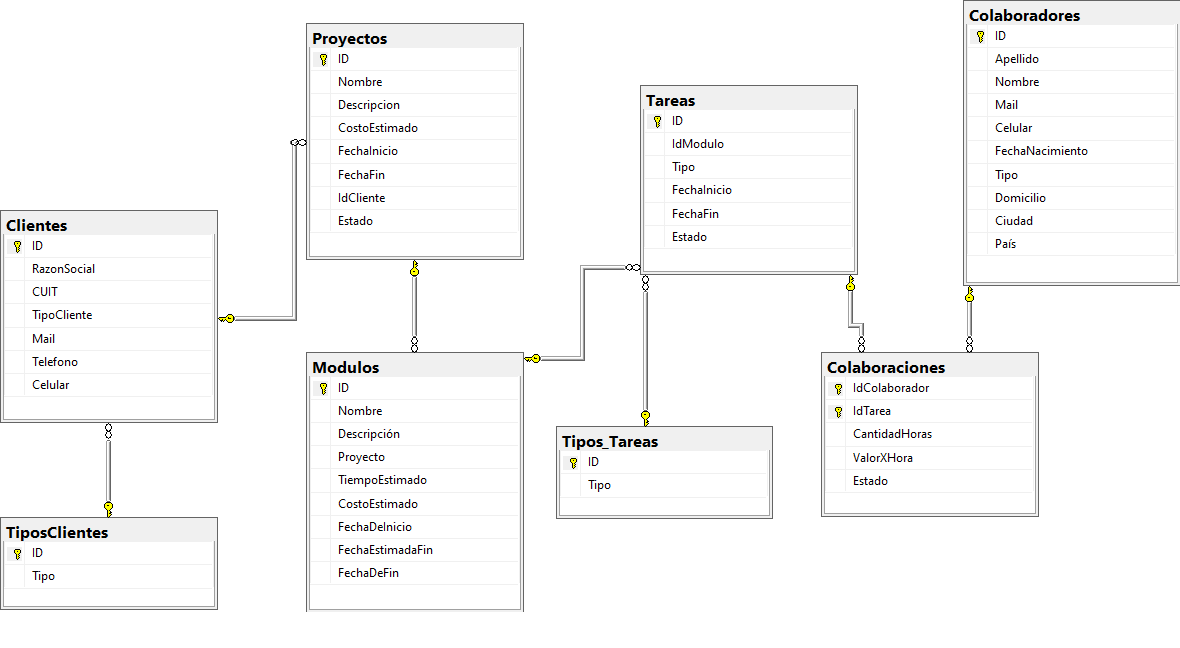 Proyectos
ID
Nombre
Descripcion
CostoEstimado
FechaInicio
FechaFin
IdCliente
Estado
Clientes
ID
RazonSocial
CUIT
TipoCliente
Mail
Telefono
Celular
TiposClientes
ID
Tipo
Modulos
ID
Nombre
Descripción
Proyecto
TiempoEstimado
CostoEstimado
FechaDeInicio
FechaEstimadaFin
FechaDeFin
Tareas
ID
IdModulo
Tipo
FechaInicio
FechaFin
Estado
Tipos_Tareas
ID
Tipo
Colaboradores
ID
Apellido
Nombre
Mail
Celular
FechaNacimiento
Tipo
Domicilio
Ciudad
País
Colaboraciones
IdColaborador
IdTarea
CantidadHoras
ValorXHora
Estado